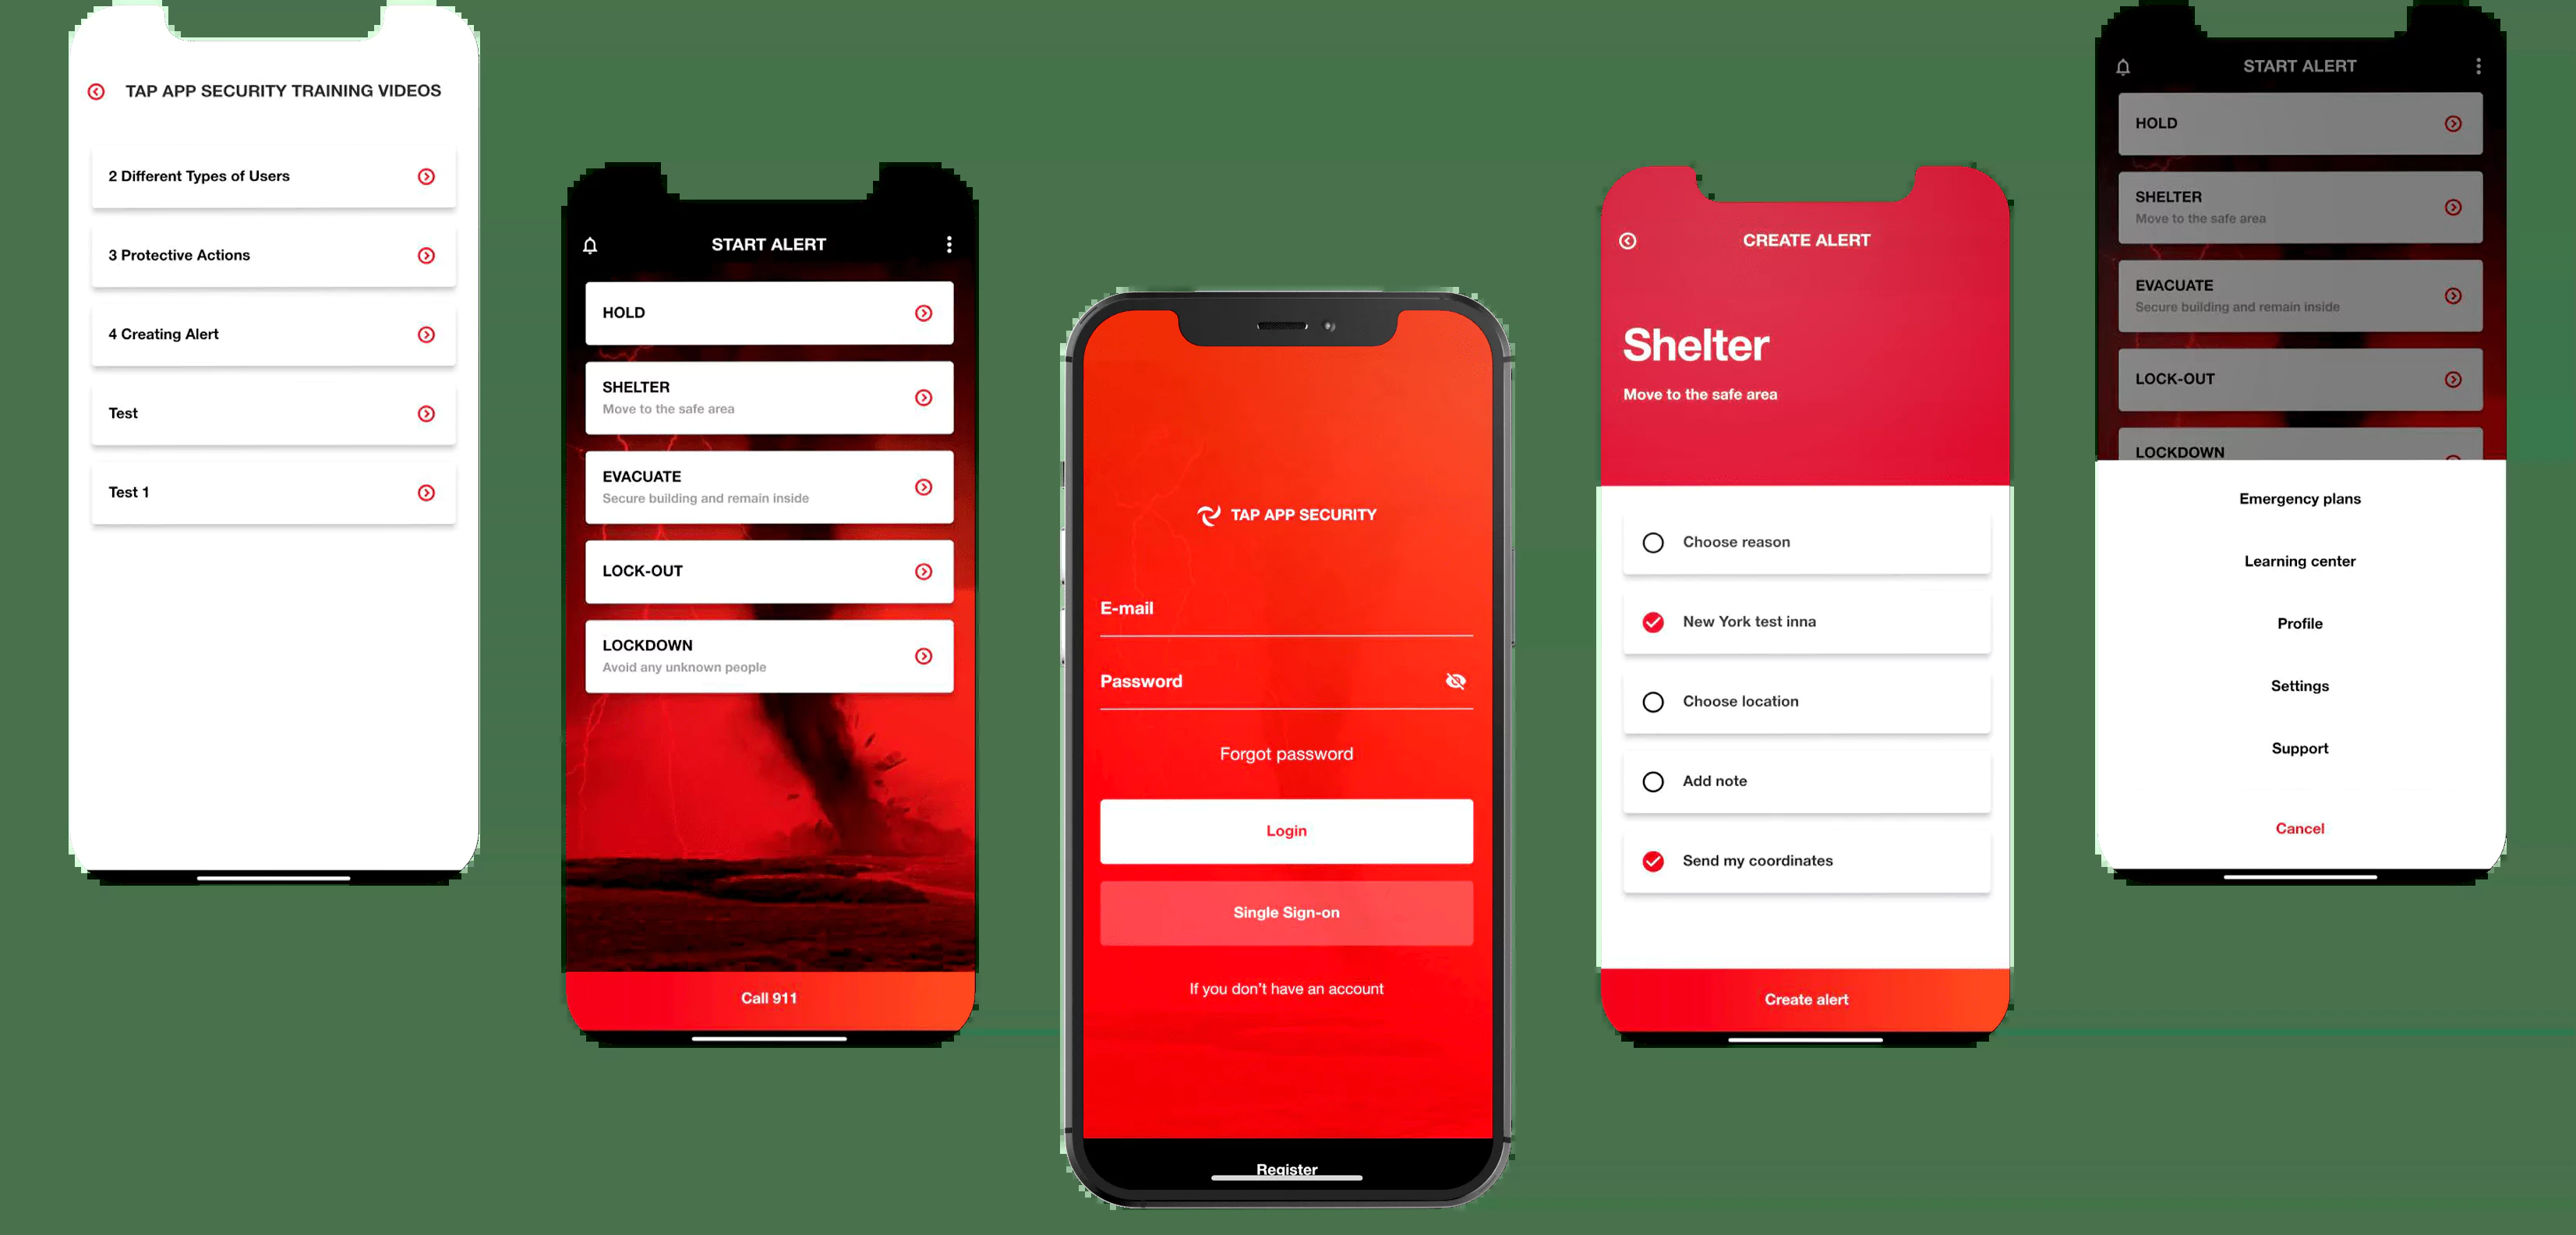 TAP APP SECURITY TRAINING VIDEOS
2 Different Types of Users
3 Protective Actions
4 Creating Alert
Test
Test 1
START ALERT
HOLD
SHELTER
Move to the safe area
EVACUATE
Secure building and remain inside
LOCK-OUT
LOCKDOWN
Avoid any unknown people
Call 911
TAP APP SECURITY
E-mail
Password
Forgot password
Login
Single Sign-on
If you don't have an account
Register
CREATE ALERT
Shelter
Move to the safe area
Choose reason
New York test inna
Choose location
Add note
Send my coordinates
Create alert
START ALERT
HOLD
SHELTER
Move to the safe area
EVACUATE
Secure building and remain inside
LOCK-OUT
LOCKDOWN
Emergency plans
Learning center
Profile
Settings
Support
Cancel